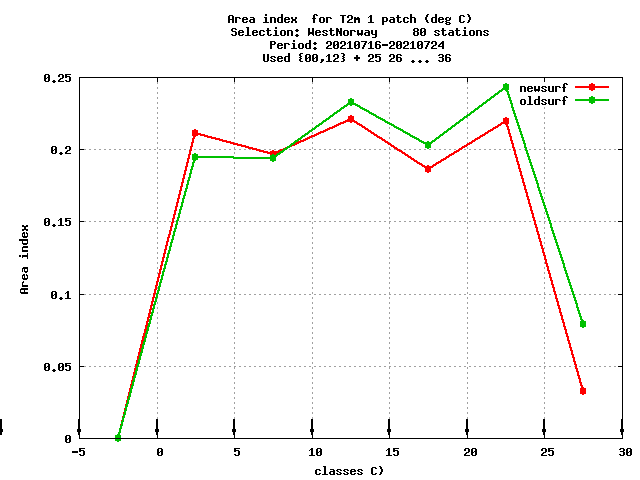 Area index  for T2m 1 patch (deg C)
Selection: WestNorway     80 stations
Period: 20210716-20210724
Used {00,12} + 25 26 ... 36
newsurf
oldsurf
0.25
0.2
0.15
0.1
0.05
0
Area index
-5 0 5 10 15 20 25 30
classes C)